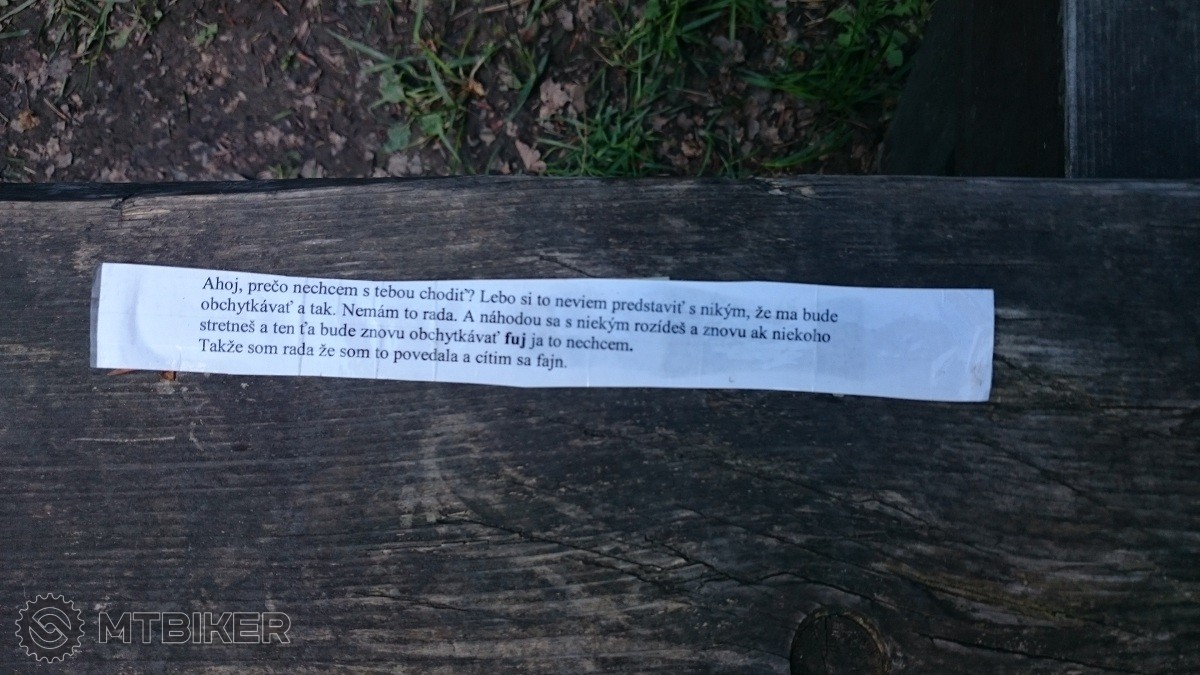 Ahoj, prečo nechcem s tebou chodiť? Lebo si to neviem predstaviť s nikým, že ma bude
obchytkávať a tak. Nemám to rada. A náhodou sa s niekým rozídeš a znovu ak niekoho
stretneš a ten ťa bude znovu obchytkávať fuj ja to nechcem.
Takže som rada že som to povedala a cítim sa fajn.
MTBIKER